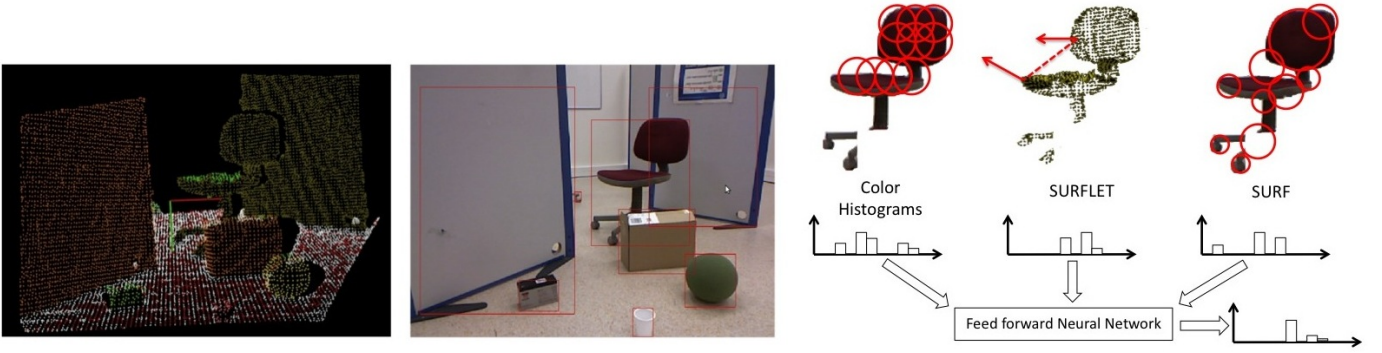 Color
Histograms
SURFLET
SURF
Feed forward Neural Network